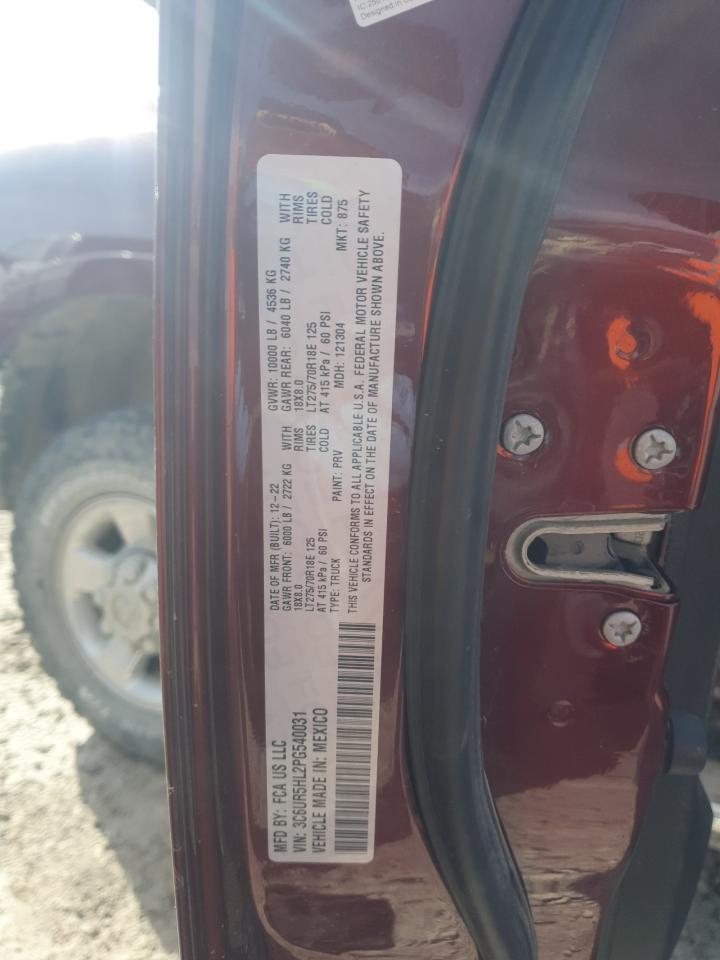 IC 250
Designed in
MFD BY: FCA US LLC
VIN: 3C6UR5HL2PG540031
VEHICLE MADE IN: MEXICO
DATE OF MFR (BUILT): 12-22 GVWR: 10000 LB / 4536 KG
GAWR FRONT: 6000 LB / 2722 KG WITH GAWR REAR: 6040 LB / 2740 KG WITH
18X8.0 RIMS 18X8.0 RIMS
LT275/70R18E 125 TIRES LT275/70R18E 125 TIRES
AT 415 kPa / 60 PSI COLD AT 415 kPa / 60 PSI COLD
TYPE: TRUCK PAINT: PRV MDH: 121304 MKT: 875
THIS VEHICLE CONFORMS TO ALL APPLICABLE U.S.A. FEDERAL MOTOR VEHICLE SAFETY
STANDARDS IN EFFECT ON THE DATE OF MANUFACTURE SHOWN ABOVE.